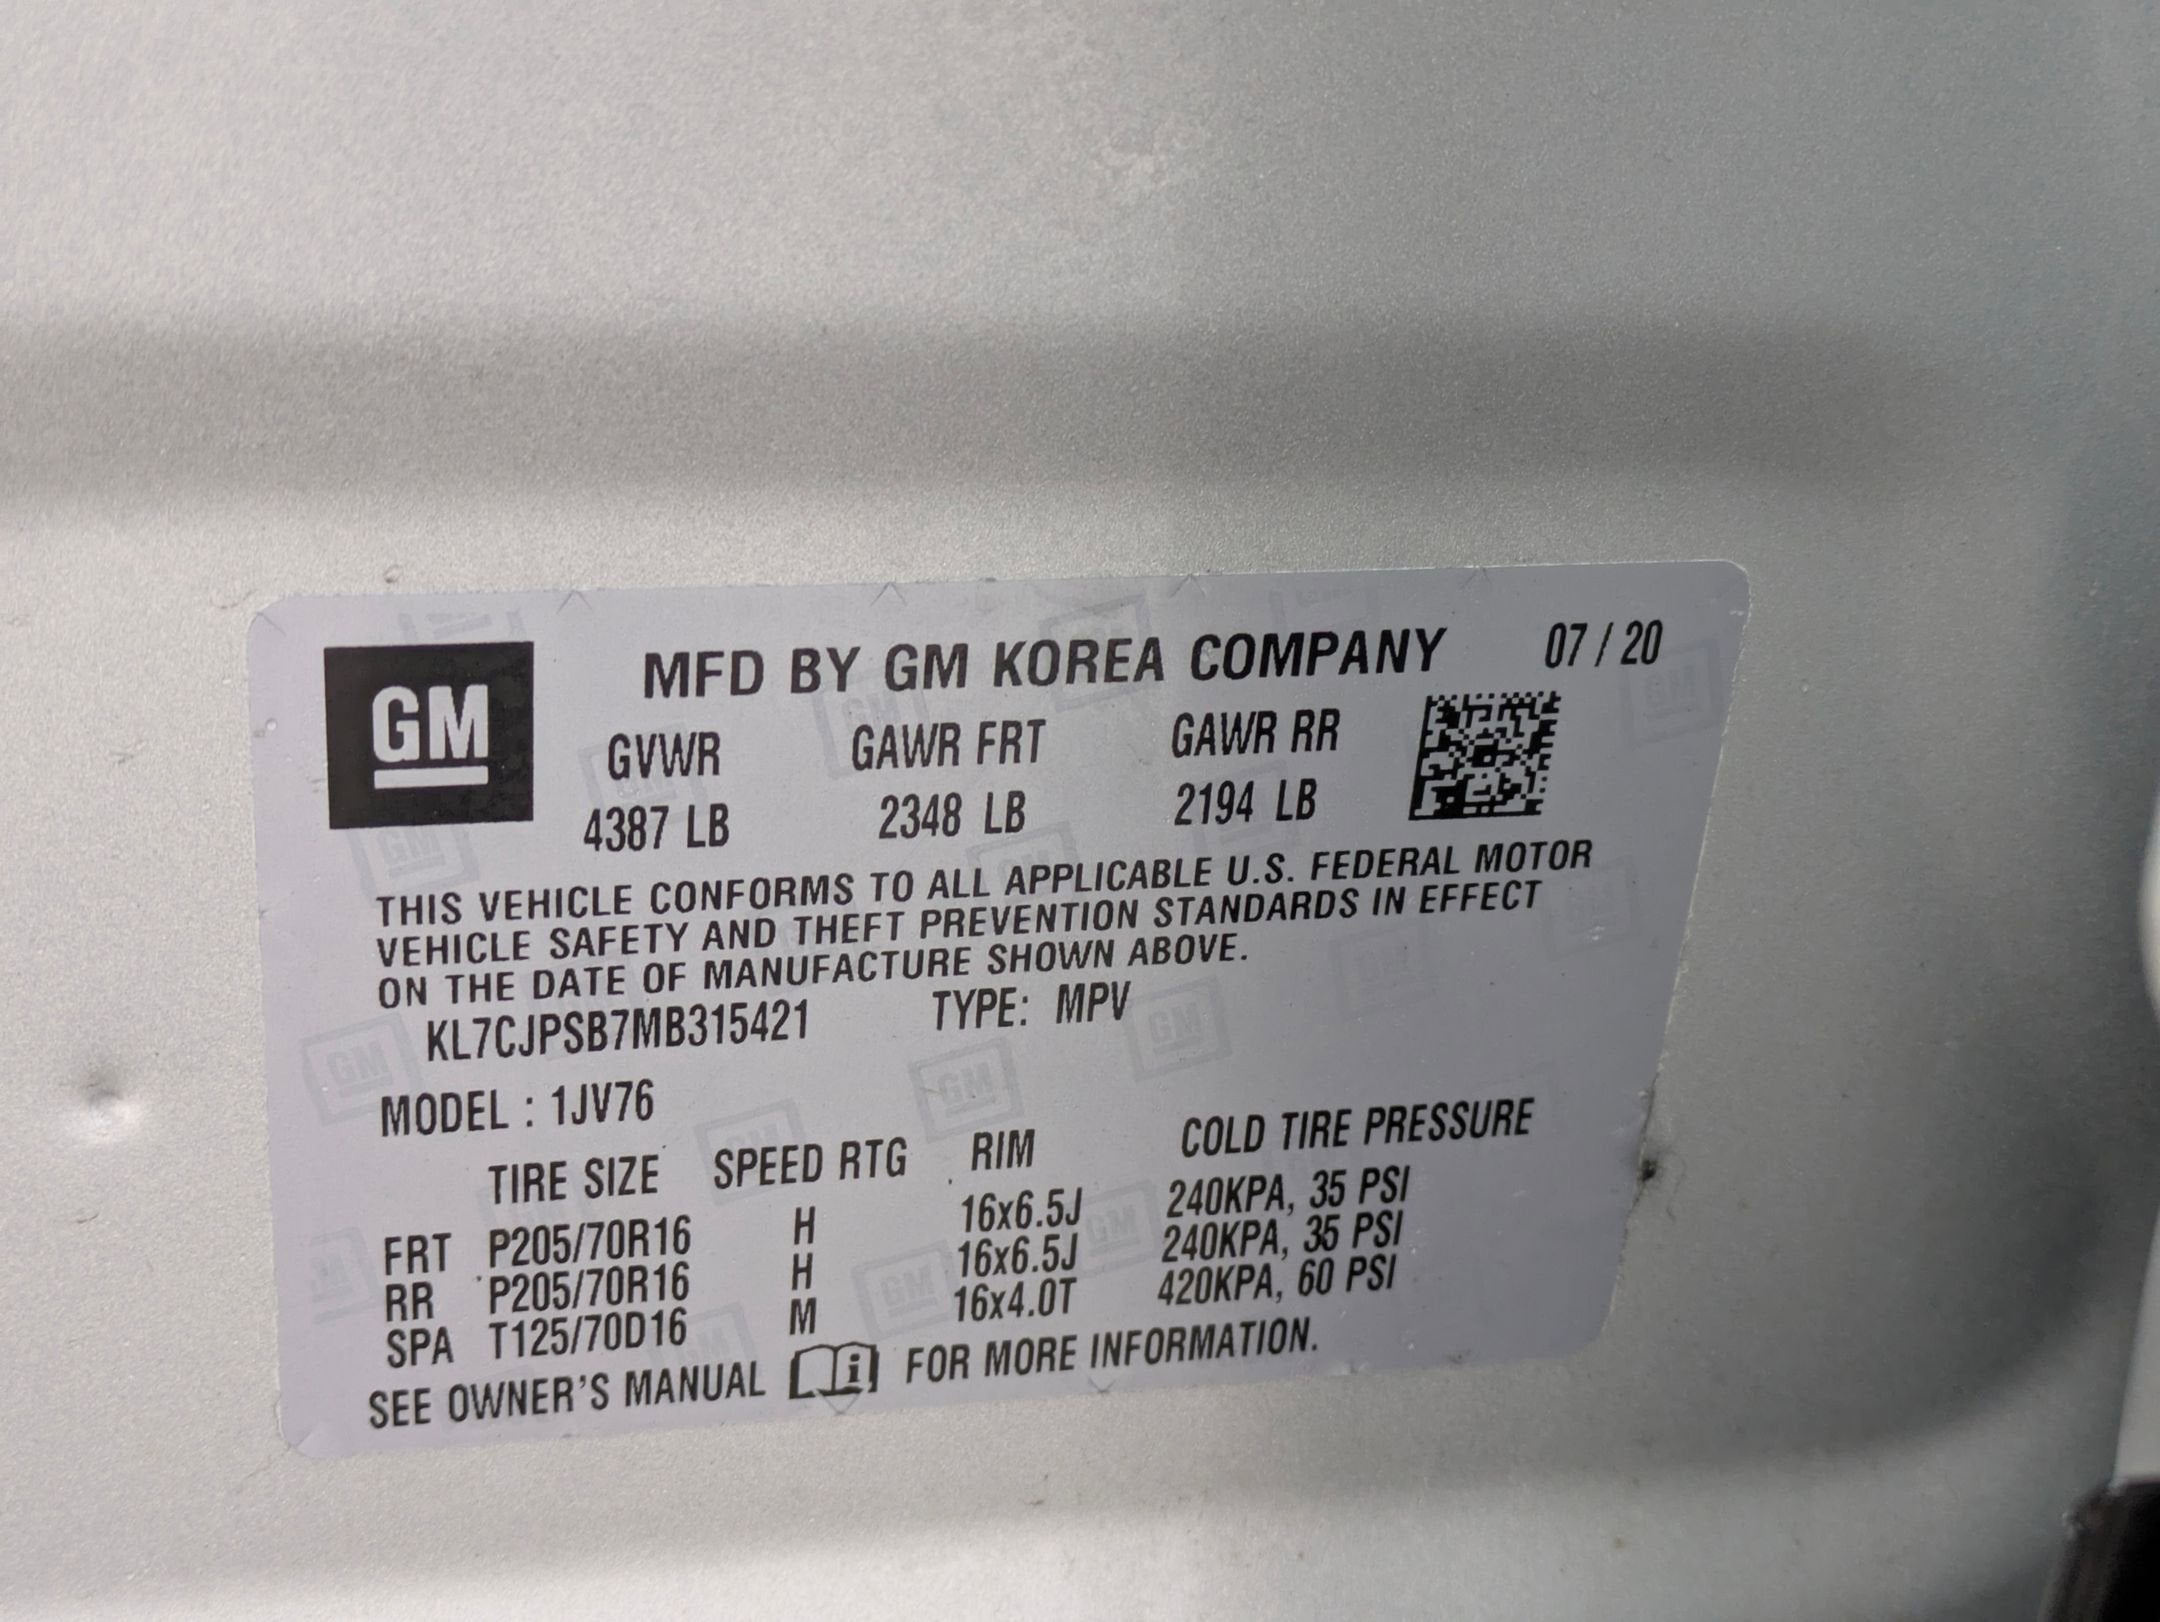 GM
MFD BY GM KOREA COMPANY 07 / 20
GVWR GAWR FRT GAWR RR
4387 LB 2348 LB 2194 LB
THIS VEHICLE CONFORMS TO ALL APPLICABLE U.S. FEDERAL MOTOR
VEHICLE SAFETY AND THEFT PREVENTION STANDARDS IN EFFECT
ON THE DATE OF MANUFACTURE SHOWN ABOVE.
KL7CJPSB7MB315421 TYPE: MPV
MODEL : 1JV76
TIRE SIZE SPEED RTG RIM COLD TIRE PRESSURE
FRT P205/70R16 H 16x6.5J 240KPA, 35 PSI
RR P205/70R16 H 16x6.5J 240KPA, 35 PSI
SPA T125/70D16 M 16x4.0T 420KPA, 60 PSI
SEE OWNER'S MANUAL i FOR MORE INFORMATION.